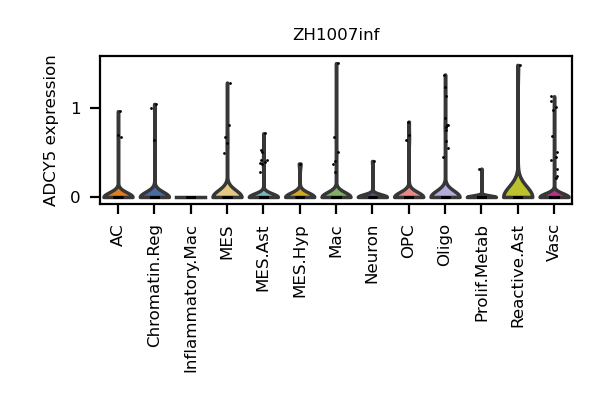 ZH1007inf
ADCY5 expression
1
0
AC
Chromatin.Reg
Inflammatory.Mac
MES
MES.Ast
MES.Hyp
Mac
Neuron
OPC
Oligo
Prolif.Metab
Reactive.Ast
Vasc